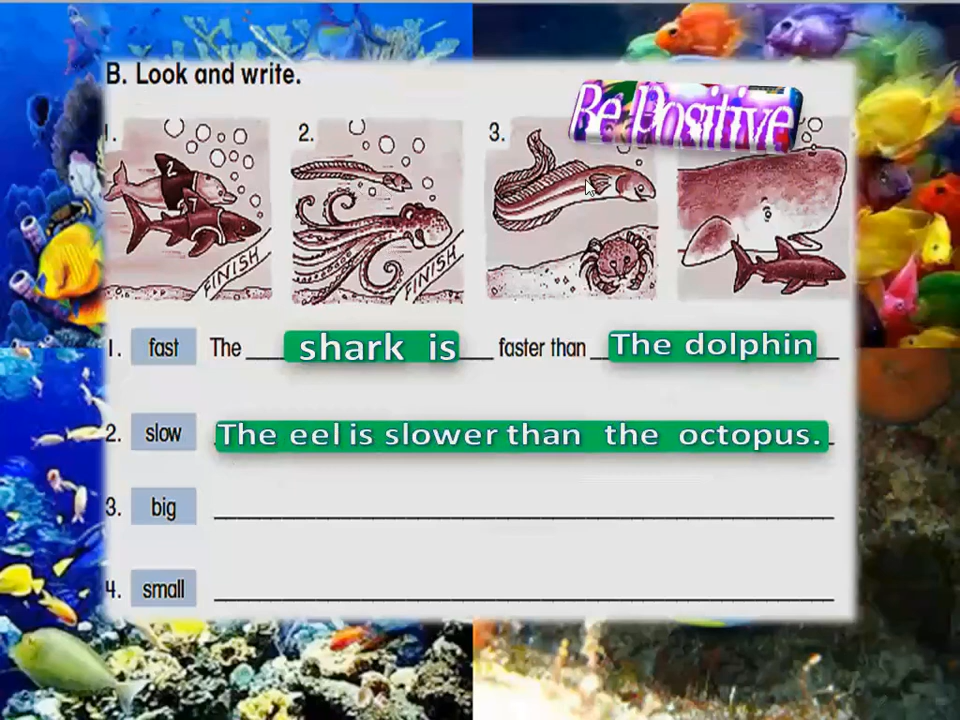 B. Look and write.
Be Positive
1.
2.
3.
2
FINISH
FINISH
1. fast The shark is faster than The dolphin
2. slow The eel is slower than the octopus.
3. big
4. small